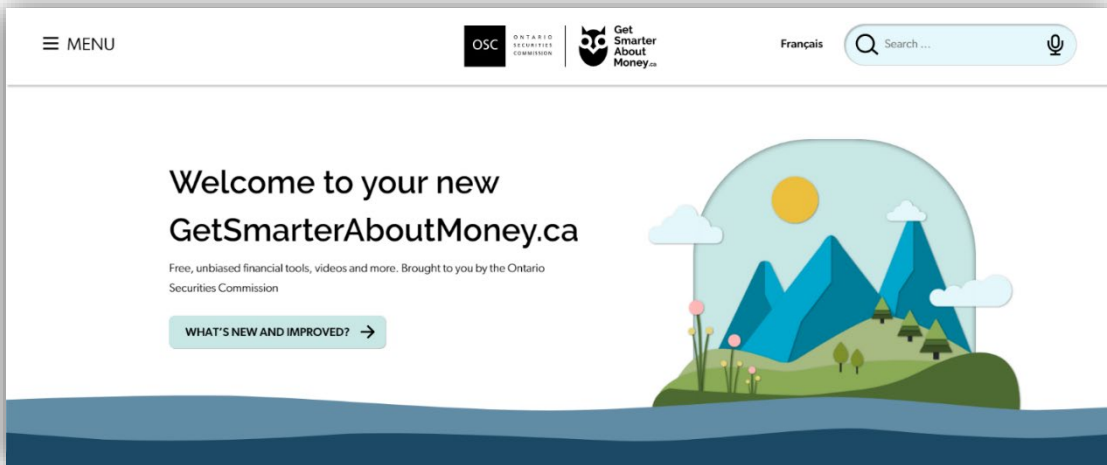 MENU
OSC
ONTARIO
SECURITIES
COMMISSION
Get
Smarter
About
Money.ca
Français
Search ...
Welcome to your new
GetSmarterAboutMoney.ca
Free, unbiased financial tools, videos and more. Brought to you by the Ontario
Securities Commission
WHAT'S NEW AND IMPROVED?